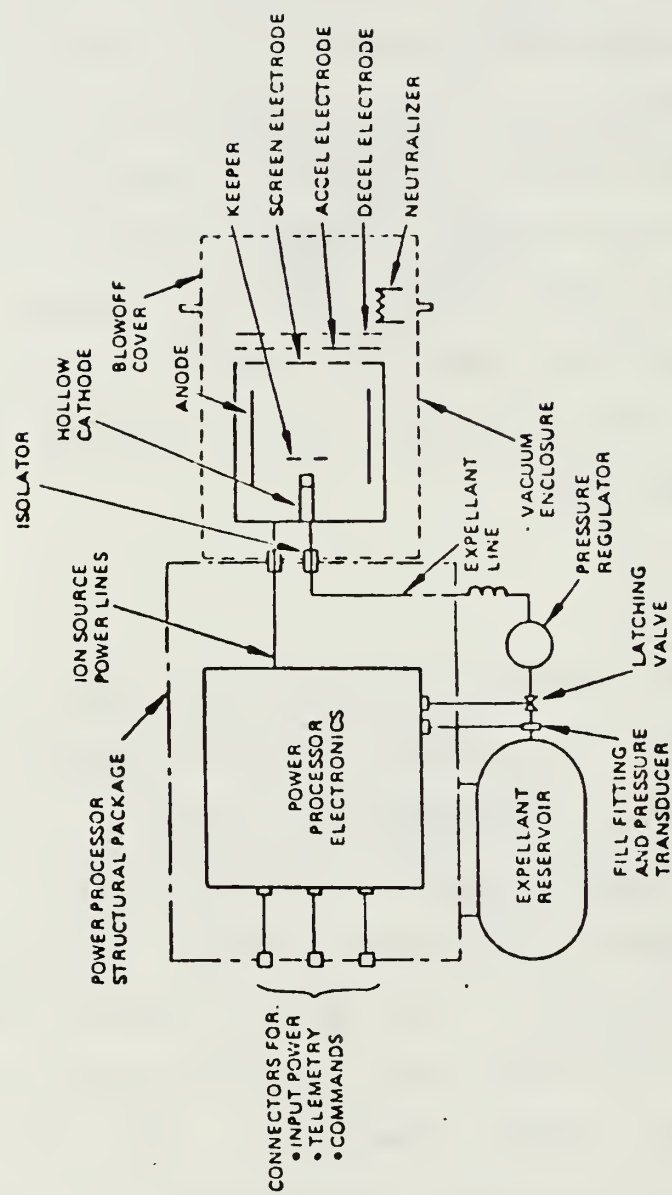 POWER PROCESSOR
STRUCTURAL PACKAGE
ION SOURCE
POWER LINES
ISOLATOR
HOLLOW
CATHODE
ANODE
BLOWOFF
COVER
KEEPER
SCREEN ELECTRODE
ACCEL ELECTRODE
DECEL ELECTRODE
NEUTRALIZER
CONNECTORS FOR:
• INPUT POWER
• TELEMETRY
• COMMANDS
POWER
PROCESSOR
ELECTRONICS
EXPELLANT
LINE
VACUUM
ENCLOSURE
EXPELLANT
RESERVOIR
FILL FITTING
AND PRESSURE
TRANSDUCER
LATCHING
VALVE
PRESSURE
REGULATOR